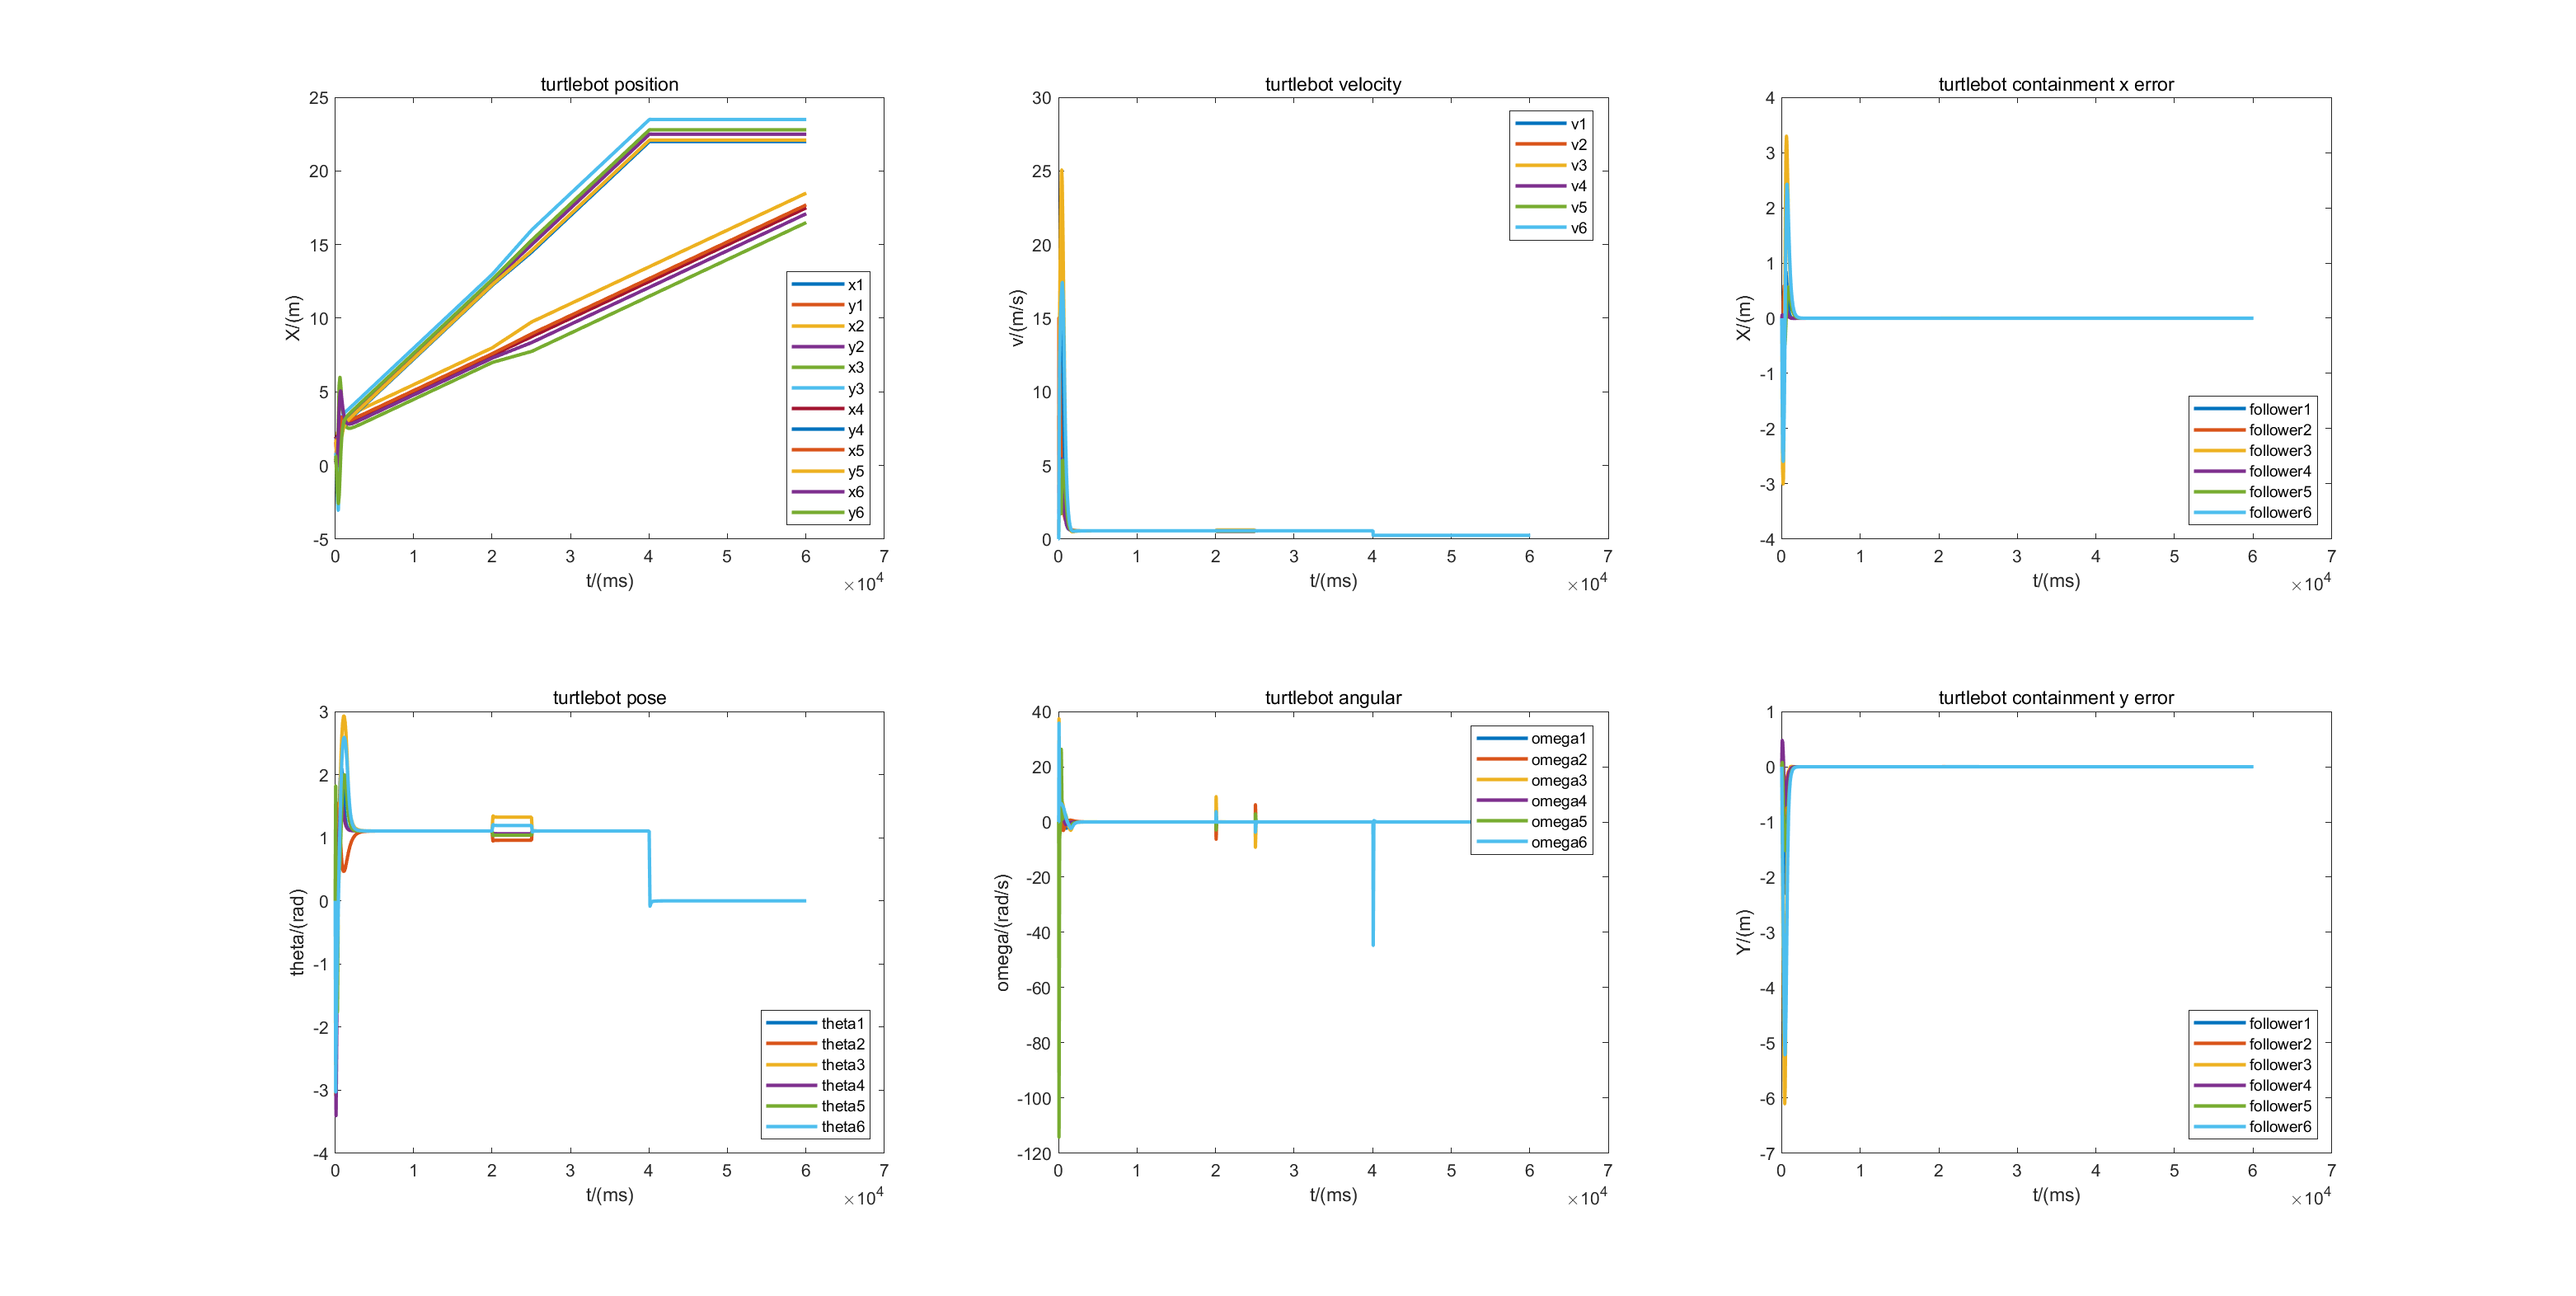 turtlebot position
25
20
15
10
5
0
-5
X/(m)
0 1 2 3 4 5 6 7
t/(ms)
×10^4
x1
y1
x2
y2
x3
y3
x4
y4
x5
y5
x6
y6
turtlebot velocity
30
25
20
15
10
5
0
v/(m/s)
0 1 2 3 4 5 6 7
t/(ms)
×10^4
v1
v2
v3
v4
v5
v6
turtlebot containment x error
4
3
2
1
0
-1
-2
-3
-4
X/(m)
0 1 2 3 4 5 6 7
t/(ms)
×10^4
follower1
follower2
follower3
follower4
follower5
follower6
turtlebot pose
3
2
1
0
-1
-2
-3
-4
theta/(rad)
0 1 2 3 4 5 6 7
t/(ms)
×10^4
theta1
theta2
theta3
theta4
theta5
theta6
turtlebot angular
40
20
0
-20
-40
-60
-80
-100
-120
omega/(rad/s)
0 1 2 3 4 5 6 7
t/(ms)
×10^4
omega1
omega2
omega3
omega4
omega5
omega6
turtlebot containment y error
1
0
-1
-2
-3
-4
-5
-6
-7
Y/(m)
0 1 2 3 4 5 6 7
t/(ms)
×10^4
follower1
follower2
follower3
follower4
follower5
follower6